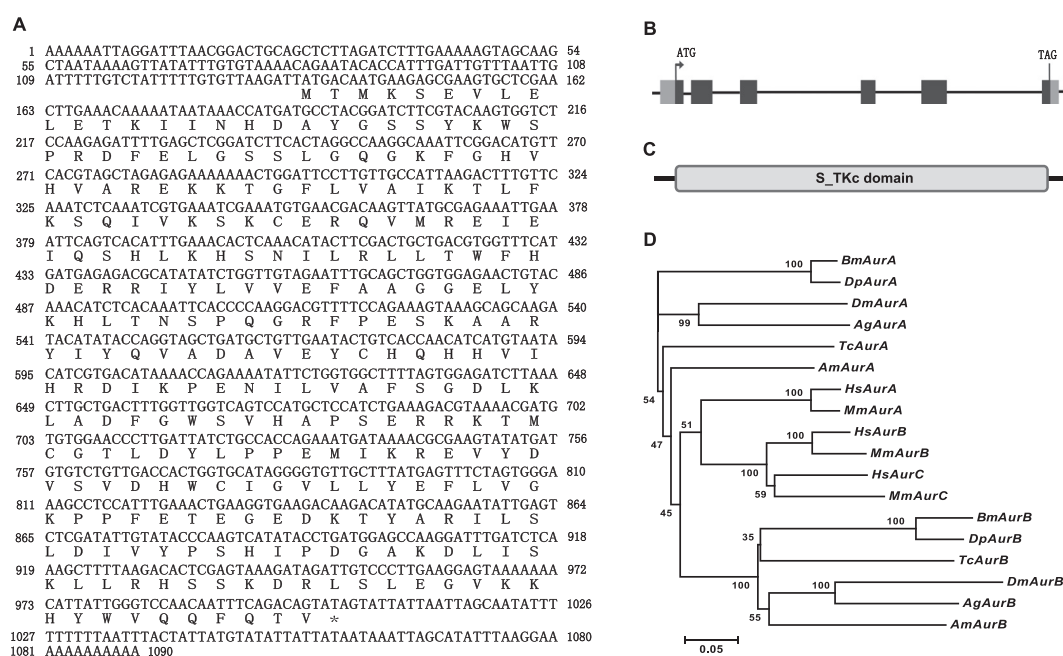 A
1 AAAAAATTAGGATTTAACGGACTGCAGCTCTTAGATCTTTGAAAAAGTAGCAAG 54
55 CTAATAAAAGTTATATTTGTGTAAAACAGAATACACCATTTGATTGTTTAATTG 108
109 ATTTTTGTCTATTTTTGTGTTAAGATTATGACAATGAAGAGCGAAGTGCTCGAA 162
M T M K S E V L E
163 CTTGAAACAAAAATAATAAACCATGATGCCTACGGATCTTCGTACAAGTGGTCT 216
L E T K I I N H D A Y G S S Y K W S
217 CCAAGAGATTTTGAGCTCGGATCTTCACTAGGCCAAGGCAAATTCGGACATGTT 270
P R D F E L G S S L G Q G K F G H V
271 CACGTAGCTAGAGAGAAAAAAACTGGATTCCTTGTTGCCATTAAGACTTTGTTC 324
H V A R E K K T G F L V A I K T L F
325 AAATCTCAAATCGTGAAATCGAAATGTGAACGACAAGTTATGCGAGAAATTGAA 378
K S Q I V K S K C E R Q V M R E I E
379 ATTCAGTCACATTTGAAACACTCAAACATACTTCGACTGCTGACGTGGTTTCAT 432
I Q S H L K H S N I L R L L T W F H
433 GATGAGAGACGCATATATCTGGTTGTAGAATTTGCAGCTGGTGGAGAACTGTAC 486
D E R R I Y L V V E F A A G G E L Y
487 AAACATCTCACAAATTCACCCCAAGGACGTTTTCCAGAAAGTAAAGCAGCAAGA 540
K H L T N S P Q G R F P E S K A A R
541 TACATATACCAGGTAGCTGATGCTGTTGAATACTGTCACCAACATCATGTAATA 594
Y I Y Q V A D A V E Y C H Q H H V I
595 CATCGTGACATAAAACCAGAAAATATTCTGGTGGCTTTTAGTGGAGATCTTAAA 648
H R D I K P E N I L V A F S G D L K
649 CTTGCTGACTTTGGTTGGTCAGTCCATGCTCCATCTGAAAGACGTAAAACGATG 702
L A D F G W S V H A P S E R R K T M
703 TGTGGAACCCTTGATTATCTGCCACCAGAAATGATAAAACGCGAAGTATATGAT 756
C G T L D Y L P P E M I K R E V Y D
757 GTGTCTGTTGACCACTGGTGCATAGGGGTGTTGCTTTATGAGTTTCTAGTGGGA 810
V S V D H W C I G V L L Y E F L V G
811 AAGCCTCCATTTGAAACTGAAGGTGAAGACAAGACATATGCAAGAATATTGAGT 864
K P P F E T E G E D K T Y A R I L S
865 CTCGATATTGTATACCCAAGTCATATACCTGATGGAGCCAAGGATTTGATCTCA 918
L D I V Y P S H I P D G A K D L I S
919 AAGCTTTTAAGACACTCGAGTAAAGATAGATTGTCCCTTGAAGGAGTAAAAAAA 972
K L L R H S S K D R L S L E G V K K
973 CATTATTGGGTCCAACAATTTCAGACAGTATAGTATTATTAATTAGCAATATTT 1026
H Y W V Q Q F Q T V *
1027 TTTTTTAATTTACTATTATGTATATTATTATAATAAATTAGCATATTTAAGGAA 1080
1081 AAAAAAAAAA 1090
B
ATG
TAG
C
S_TKc domain
D
100 BmAurA
DpAurA
DmAurA
99 AgAurA
TcAurA
AmAurA
54
HsAurA
100
51 MmAurA
47
HsAurB
100
MmAurB
100 HsAurC
59 MmAurC
45
BmAurB
100
35 DpAurB
TcAurB
100 DmAurB
100
AgAurB
55 AmAurB
0.05